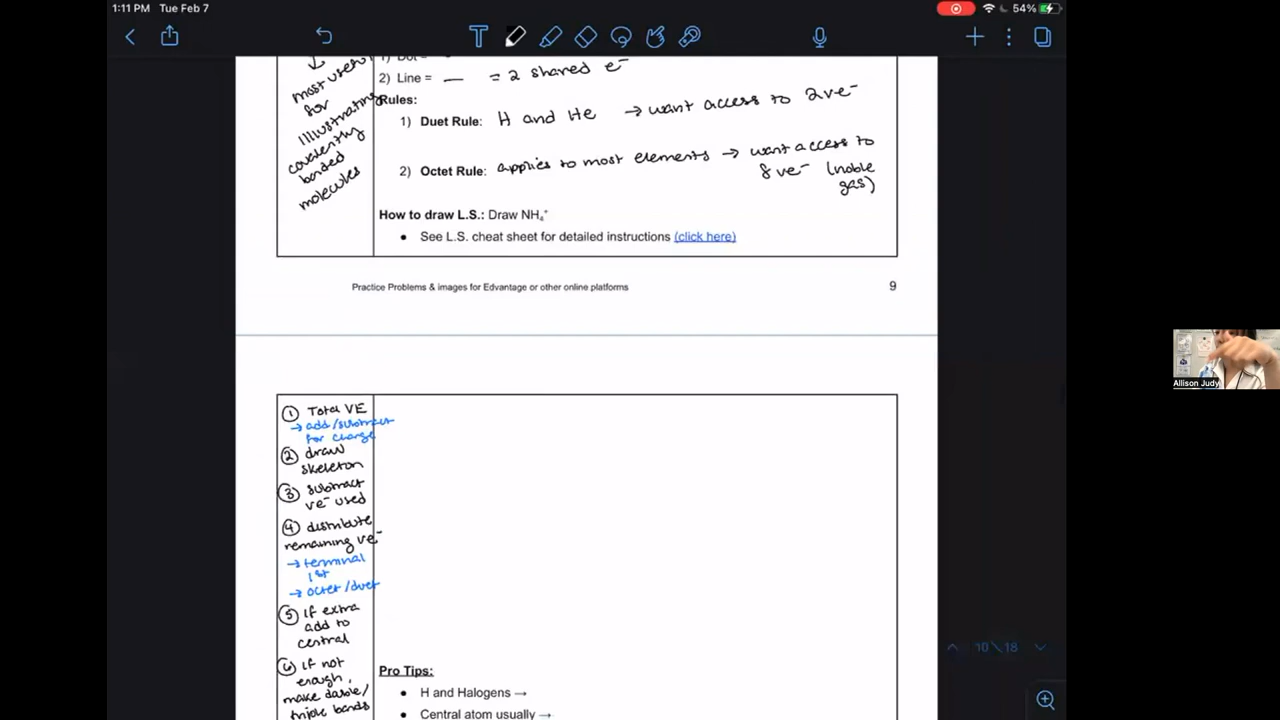 1:11 PM Tue Feb 7
54%
2) Line = — = 2 shared e⁻
most useful
for
illustrating
covalently
bonded
molecules
Rules:
1) Duet Rule: H and He → want access to 2ve⁻
2) Octet Rule: applies to most elements → want access to
8 ve⁻ (noble
gas)
How to draw L.S.: Draw NH₄⁺
● See L.S. cheat sheet for detailed instructions (click here)
Practice Problems & images for Edvantage or other online platforms
9
① Total VE
→ add/subtract
for charge
② draw
skeleton
③ subtract
ve⁻ used
④ distribute
remaining ve⁻
→ terminal
1st
→ octet/duet
⑤ if extra
add to
central
⑥ if not
enough,
make double/
triple bonds
Pro Tips:
● H and Halogens →
● Central atom usually →
10\18
Allison Judy